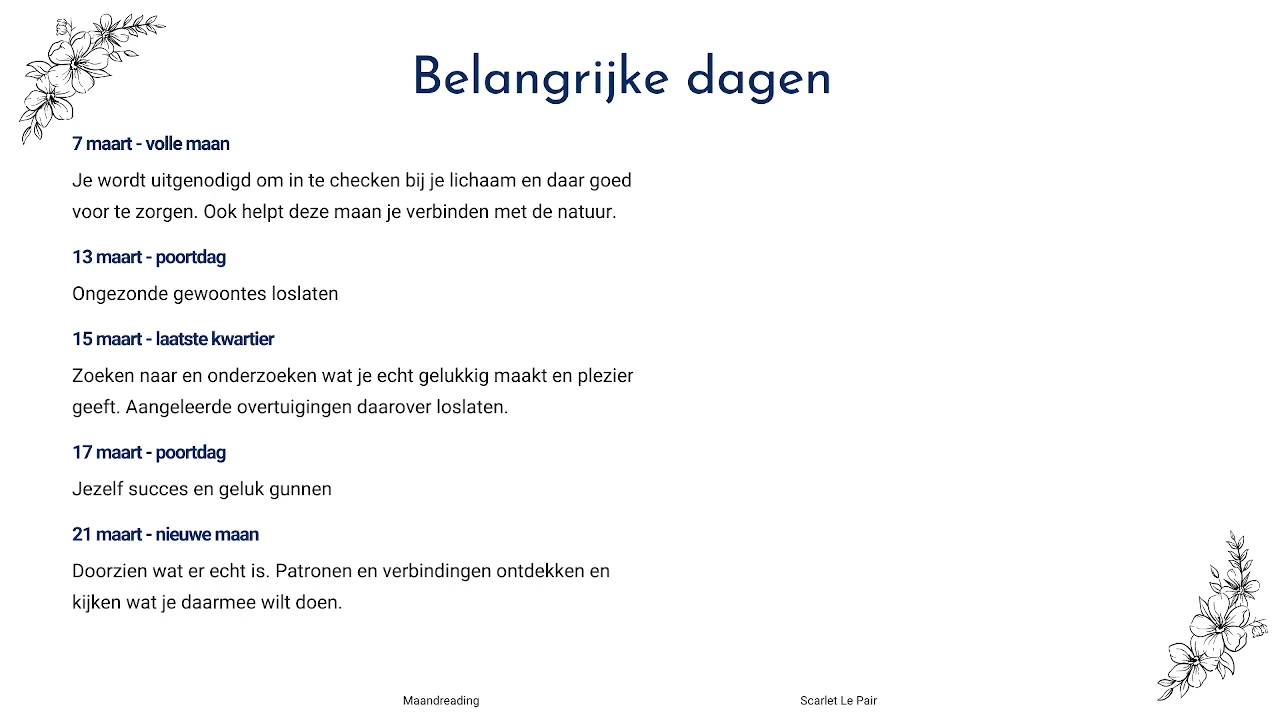 Belangrijke dagen
7 maart - volle maan
Je wordt uitgenodigd om in te checken bij je lichaam en daar goed
voor te zorgen. Ook helpt deze maan je verbinden met de natuur.
13 maart - poortdag
Ongezonde gewoontes loslaten
15 maart - laatste kwartier
Zoeken naar en onderzoeken wat je echt gelukkig maakt en plezier
geeft. Aangeleerde overtuigingen daarover loslaten.
17 maart - poortdag
Jezelf succes en geluk gunnen
21 maart - nieuwe maan
Doorzien wat er echt is. Patronen en verbindingen ontdekken en
kijken wat je daarmee wilt doen.
Maandreading
Scarlet Le Pair